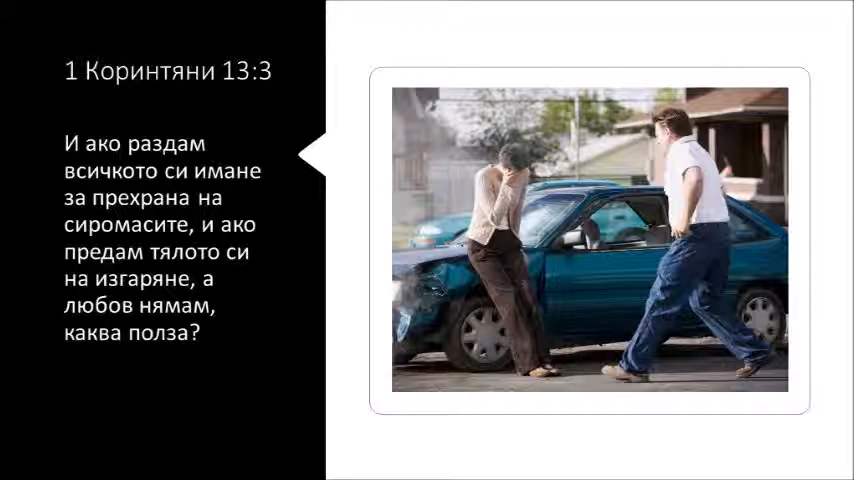 1 Коринтяни 13:3
И ако раздам
всичкото си имане
за прехрана на
сиромасите, и ако
предам тялото си
на изгаряне, а
любов нямам,
каква полза?